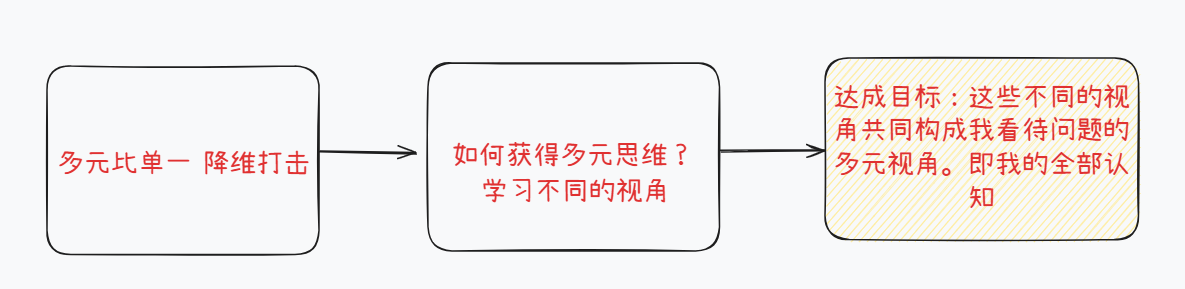 多元比单一 降维打击
如何获得多元思维？
学习不同的视角
达成目标：这些不同的视
角共同构成我看待问题的
多元视角。即我的全部认
知